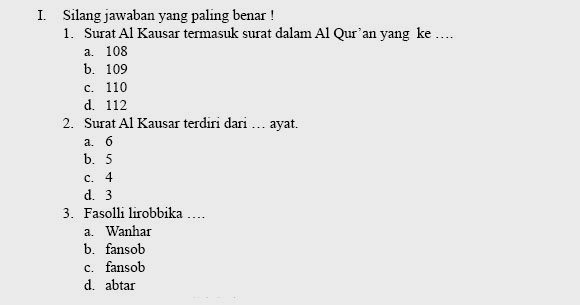 I. Silang jawaban yang paling benar !
1. Surat Al Kausar termasuk surat dalam Al Qur’an yang ke ….
a. 108
b. 109
c. 110
d. 112
2. Surat Al Kausar terdiri dari … ayat.
a. 6
b. 5
c. 4
d. 3
3. Fasolli lirobbika ….
a. Wanhar
b. fansob
c. fansob
d. abtar